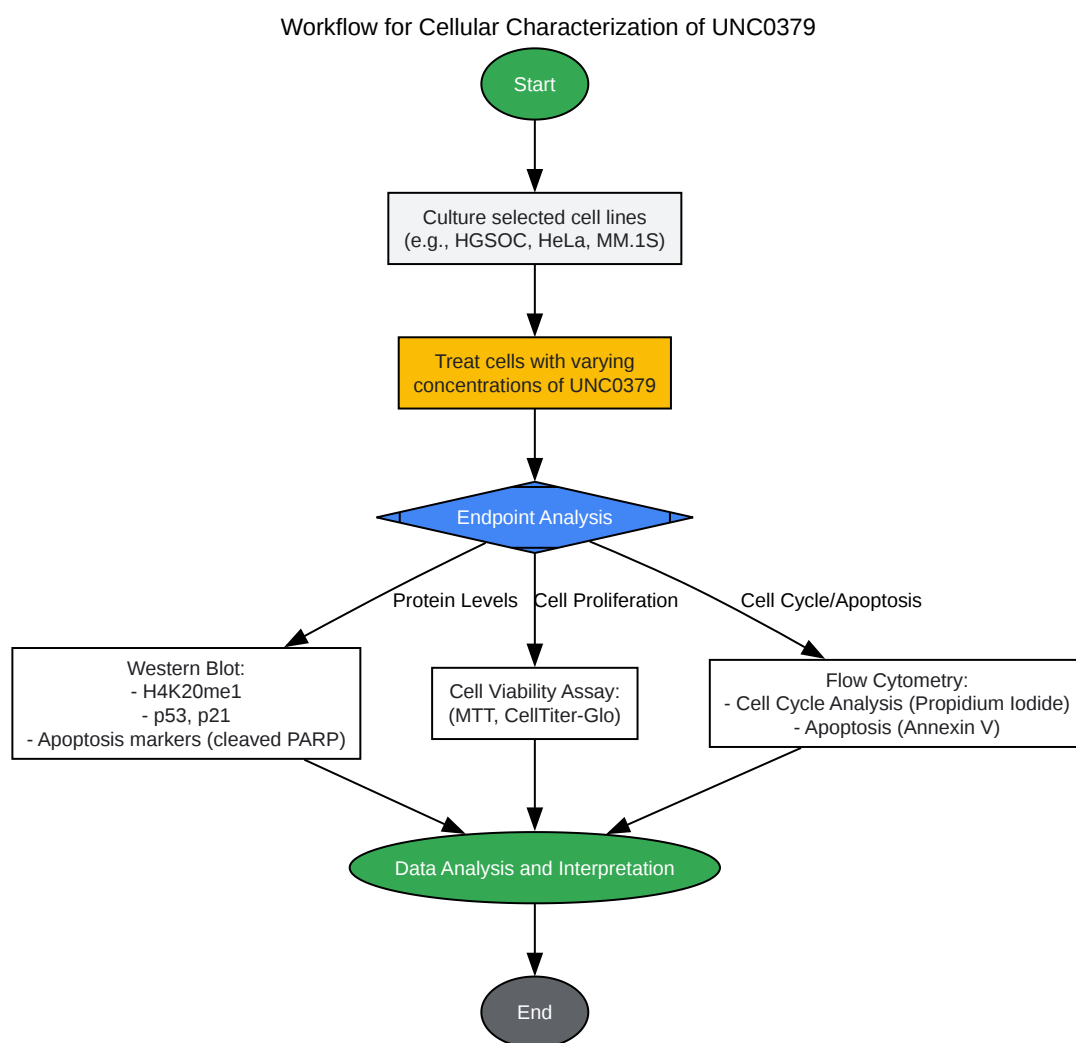 Workflow for Cellular Characterization of UNC0379
Start
Culture selected cell lines
(e.g., HGSOC, HeLa, MM.1S)
Treat cells with varying
concentrations of UNC0379
Endpoint Analysis
Protein Levels
Cell Proliferation
Cell Cycle/Apoptosis
Western Blot:
- H4K20me1
- p53, p21
- Apoptosis markers (cleaved PARP)
Cell Viability Assay:
(MTT, CellTiter-Glo)
Flow Cytometry:
- Cell Cycle Analysis (Propidium Iodide)
- Apoptosis (Annexin V)
Data Analysis and Interpretation
End